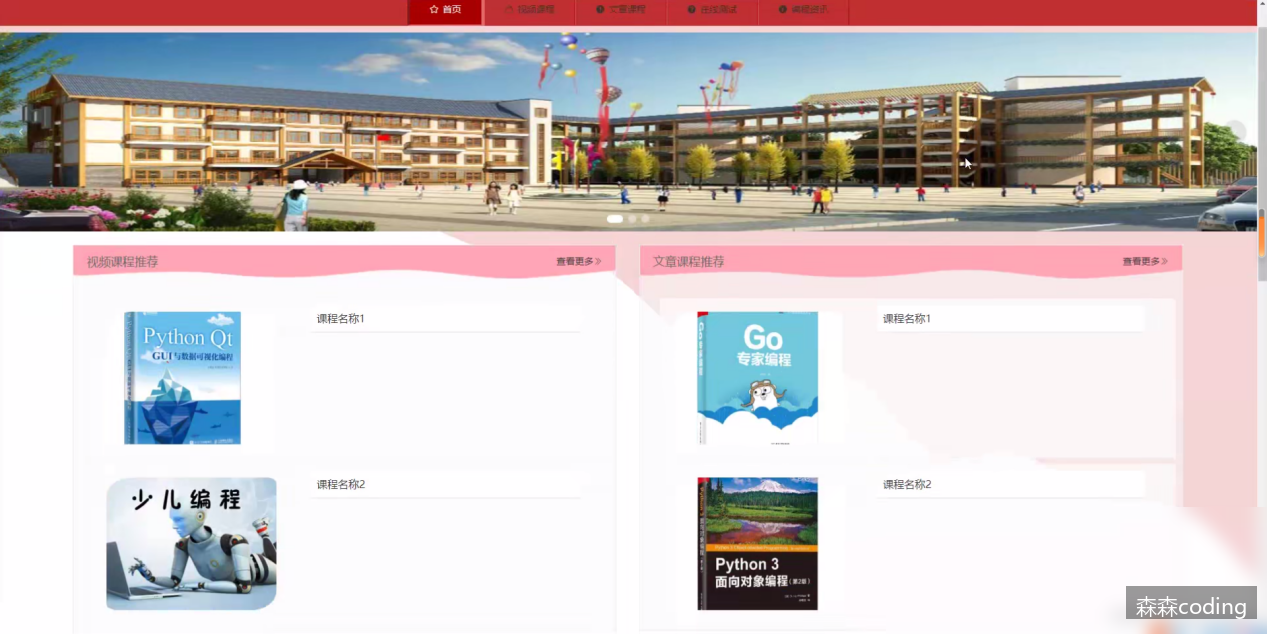 首页
视频课程
文章课程
在线测试
编程资讯
视频课程推荐
查看更多
文章课程推荐
查看更多
Python Qt
GUI与数据可视化编程
课程名称1
Go
专家编程
课程名称1
少儿编程
课程名称2
Python 3
面向对象编程(第2版)
课程名称2
森森coding